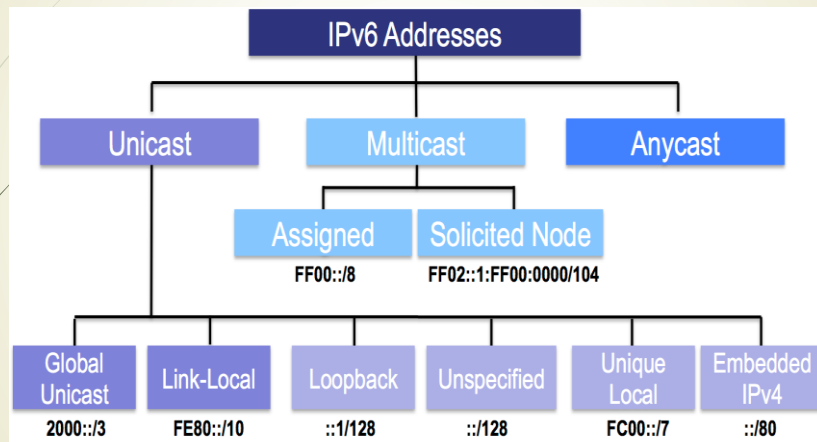 IPv6 Addresses
Unicast
Multicast
Anycast
Assigned
Solicited Node
FF00::/8
FF02::1:FF00:0000/104
Global
Unicast
Link-Local
Loopback
Unspecified
Unique
Local
Embedded
IPv4
2000::/3
FE80::/10
::1/128
::/128
FC00::/7
::/80